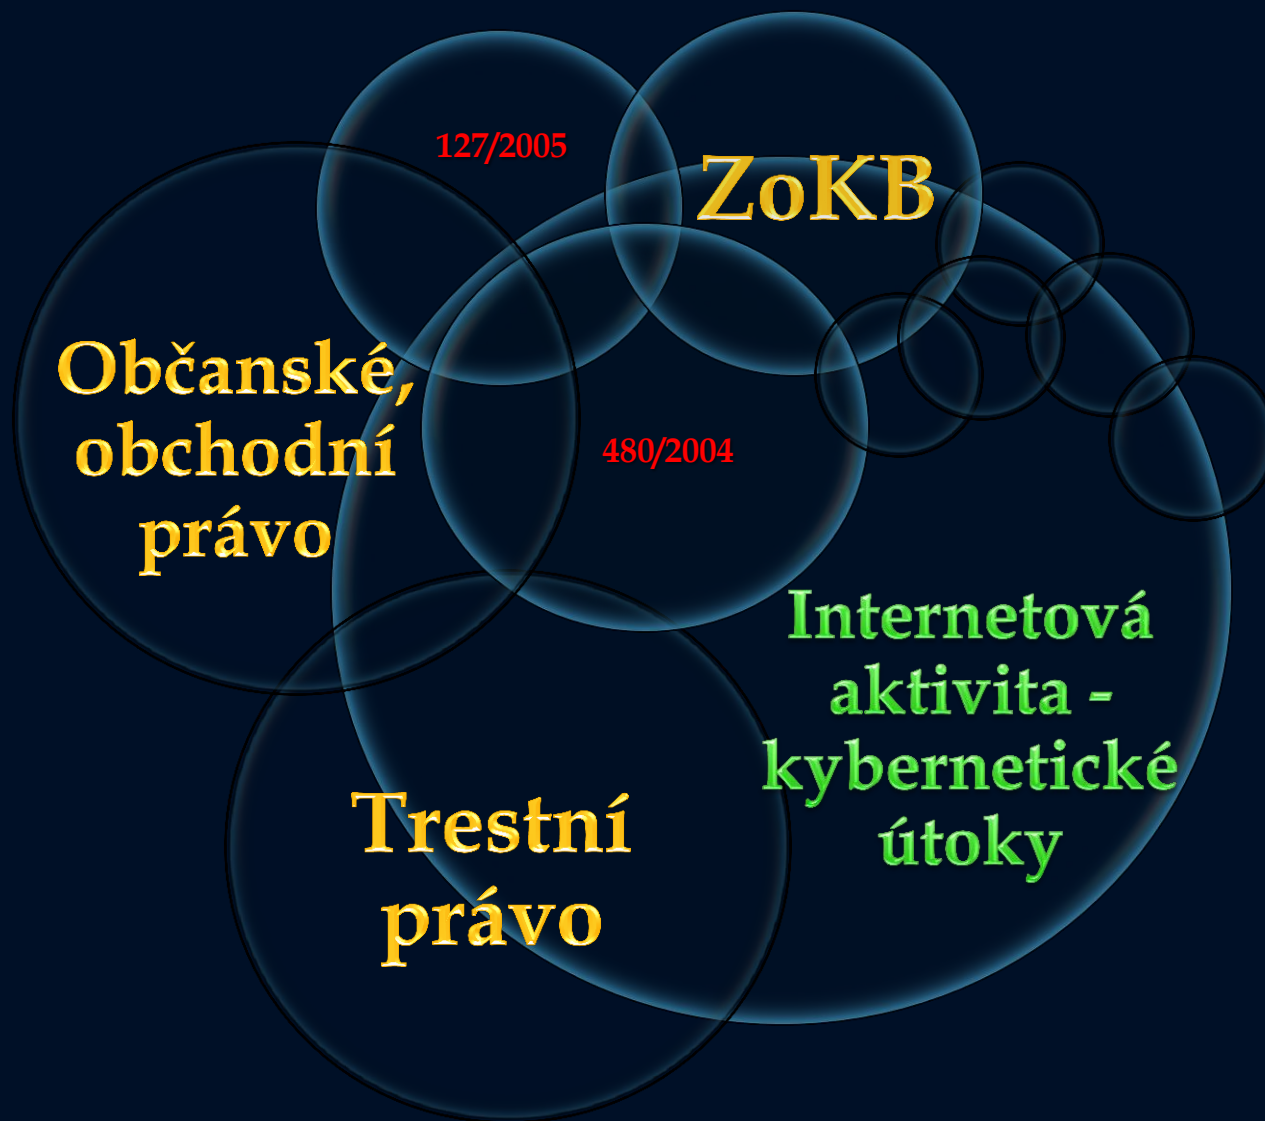 127/2005
ZoKB
Občanské,
obchodní
právo
480/2004
Internetová
aktivita -
kybernetické
útoky
Trestní
právo